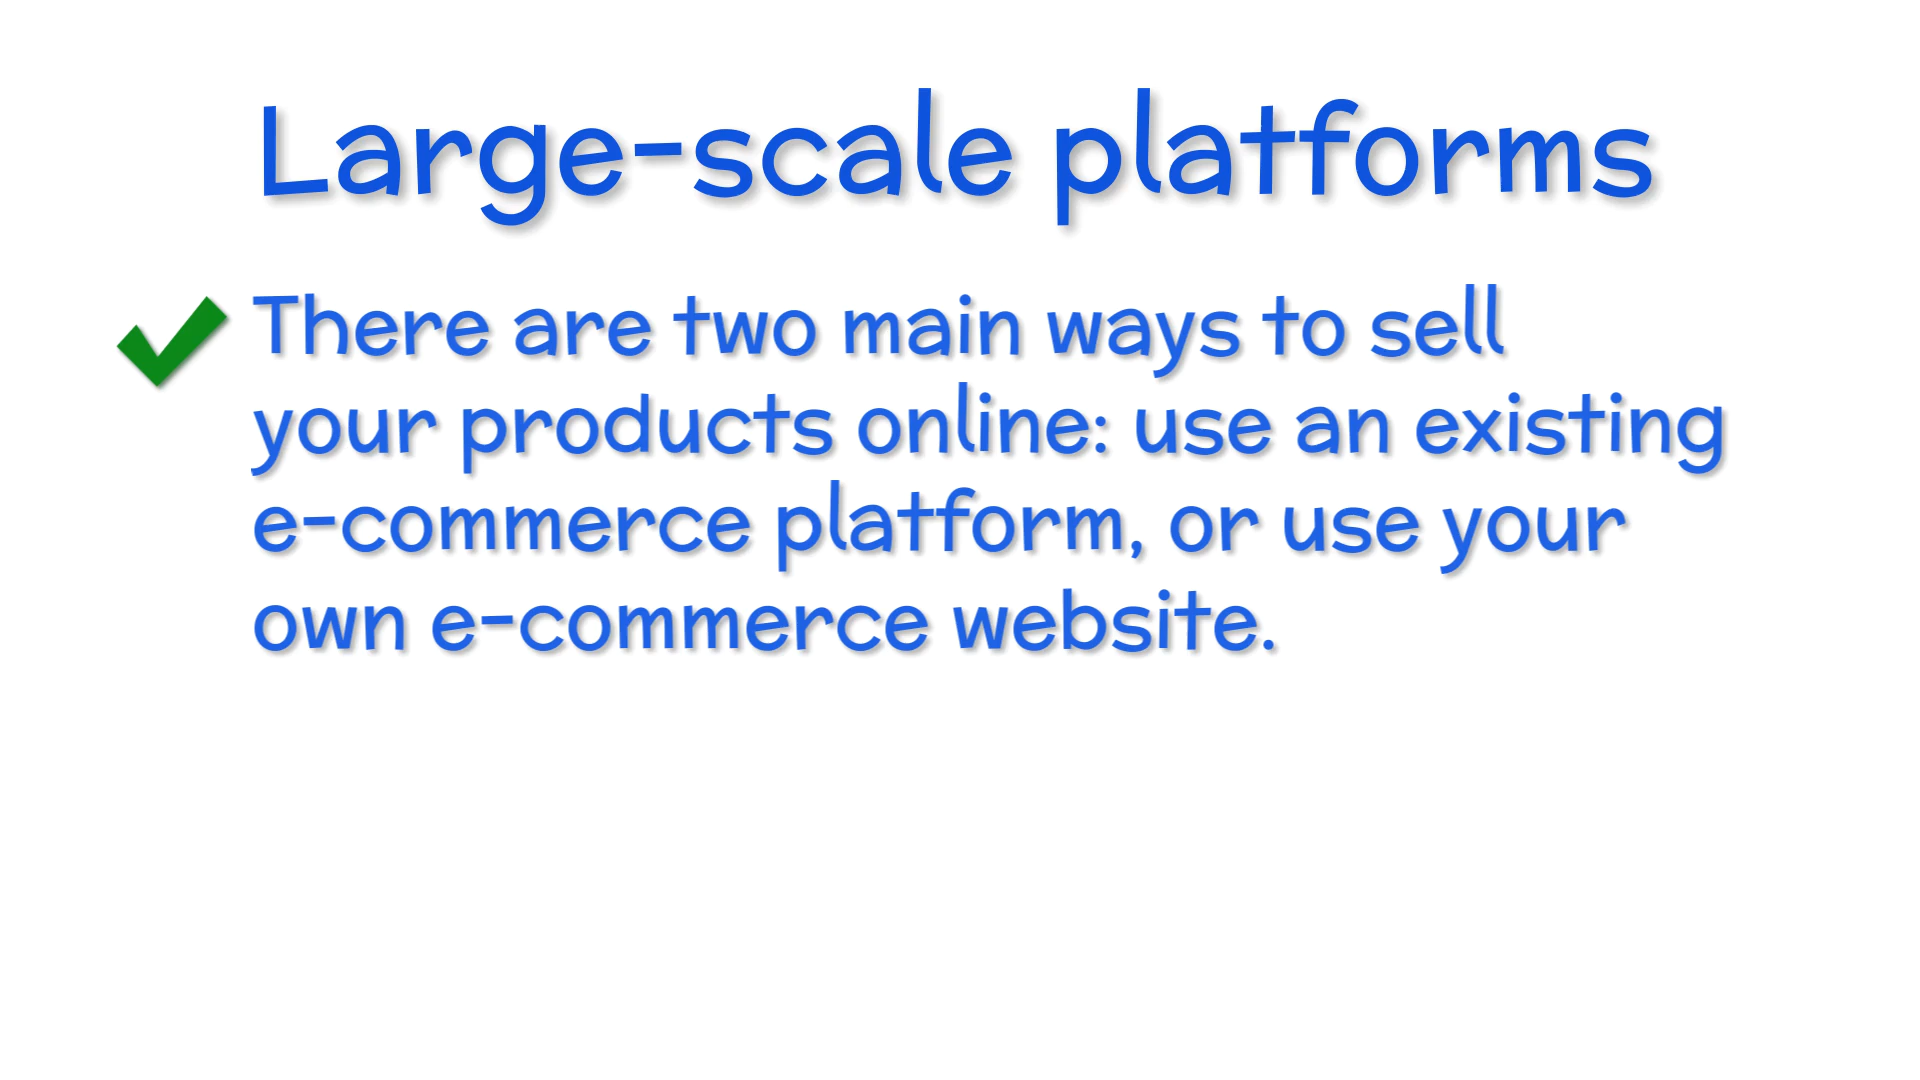 Large-scale platforms
There are two main ways to sell
your products online: use an existing
e-commerce platform, or use your
own e-commerce website.